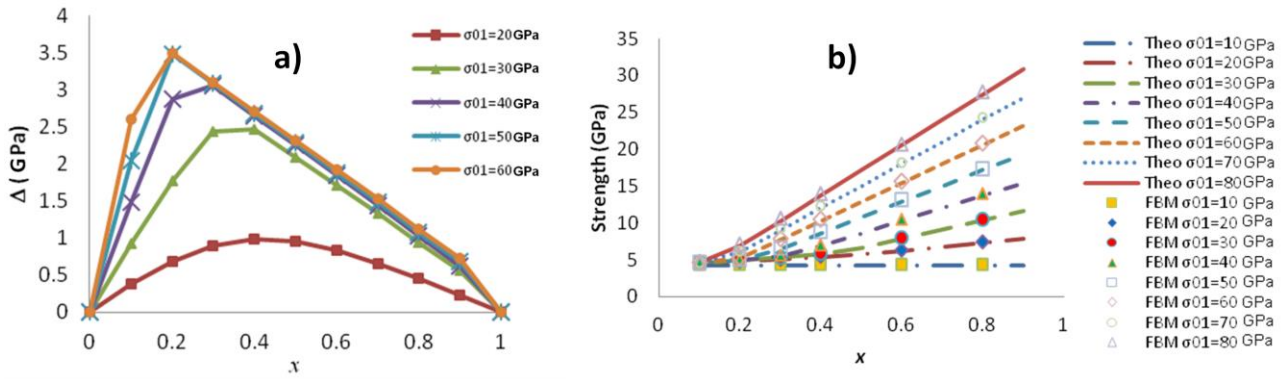 a)
Δ ( GPa)
4
3.5
3
2.5
2
1.5
1
0.5
0
0 0.2 0.4 0.6 0.8 1
x
σ01=20GPa
σ01=30GPa
σ01=40GPa
σ01=50GPa
σ01=60GPa
b)
Strength (GPa)
35
30
25
20
15
10
5
0
0 0.2 0.4 0.6 0.8 1
x
Theo σ01=10GPa
Theo σ01=20GPa
Theo σ01=30GPa
Theo σ01=40GPa
Theo σ01=50GPa
Theo σ01=60GPa
Theo σ01=70GPa
Theo σ01=80GPa
FBM σ01=10 GPa
FBM σ01=20 GPa
FBM σ01=30 GPa
FBM σ01=40 GPa
FBM σ01=50 GPa
FBM σ01=60 GPa
FBM σ01=70 GPa
FBM σ01=80 GPa